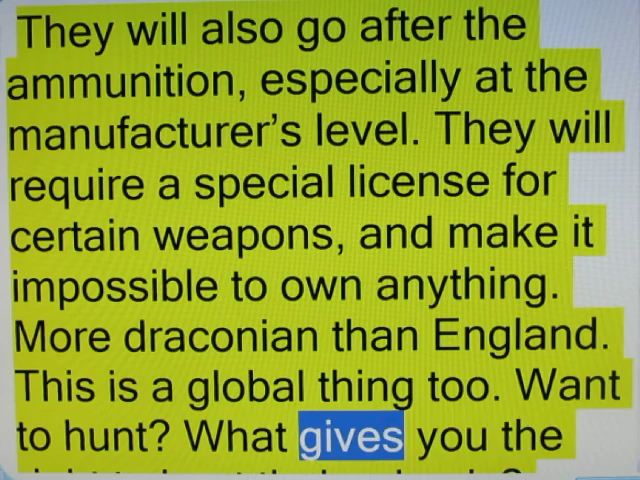 They will also go after the
ammunition, especially at the
manufacturer's level. They will
require a special license for
certain weapons, and make it
impossible to own anything.
More draconian than England.
This is a global thing too. Want
to hunt? What gives you the